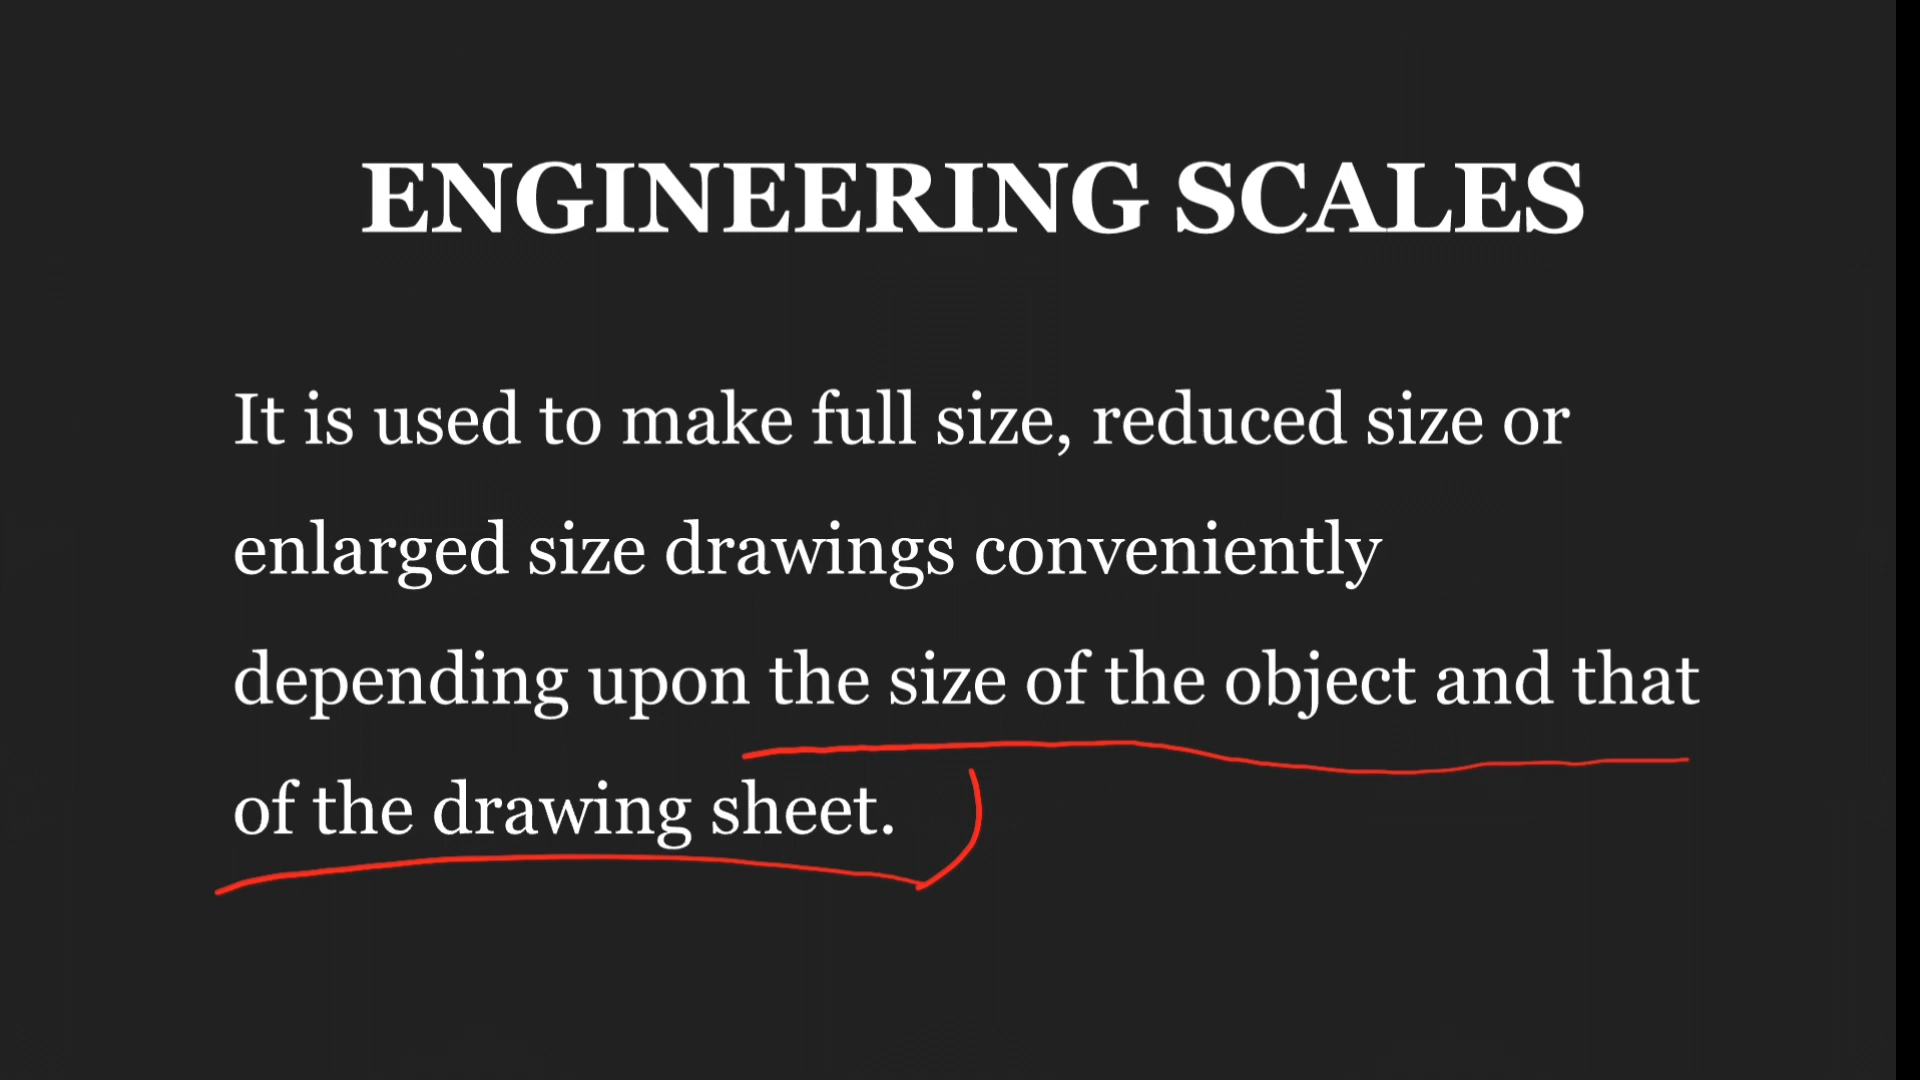 ENGINEERING SCALES
It is used to make full size, reduced size or
enlarged size drawings conveniently
depending upon the size of the object and that
of the drawing sheet.